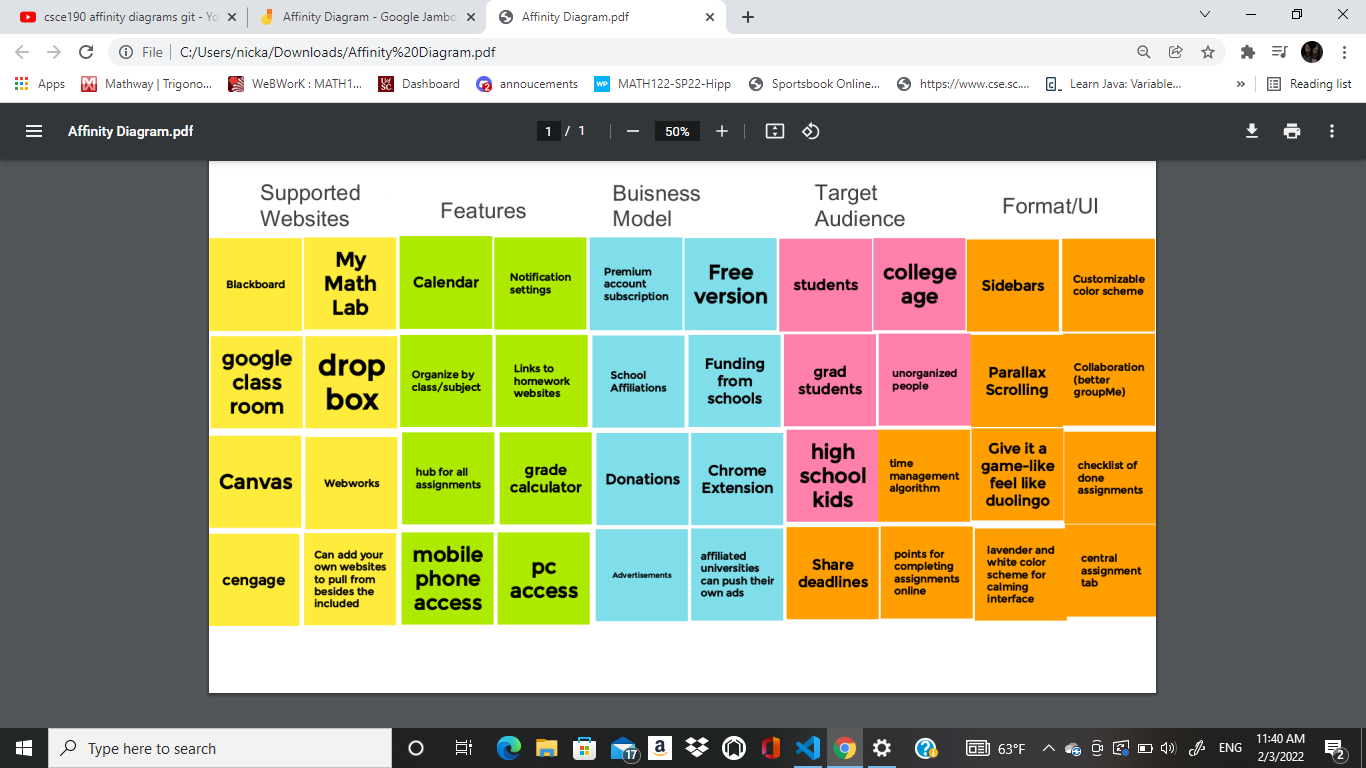 csce190 affinity diagrams git - Yo
Affinity Diagram - Google Jambo
Affinity Diagram.pdf
File
C:/Users/nicka/Downloads/Affinity%20Diagram.pdf
Apps
Mathway | Trigono...
WeBWorK : MATH1...
Dashboard
annoucements
MATH122-SP22-Hipp
Sportsbook Online...
https://www.cse.sc....
Learn Java: Variable...
»
Reading list
Affinity Diagram.pdf
1 / 1
50%
Supported
Websites
Features
Buisness
Model
Target
Audience
Format/UI
Blackboard
My
Math
Lab
Calendar
Notification
settings
Premium
account
subscription
Free
version
students
college
age
Sidebars
Customizable
color scheme
google
class
room
drop
box
Organize by
class/subject
Links to
homework
websites
School
Affiliations
Funding
from
schools
grad
students
unorganized
people
Parallax
Scrolling
Collaboration
(better
groupMe)
Canvas
Webworks
hub for all
assignments
grade
calculator
Donations
Chrome
Extension
high
school
kids
time
management
algorithm
Give it a
game-like
feel like
duolingo
checklist of
done
assignments
cengage
Can add your
own websites
to pull from
besides the
included
mobile
phone
access
pc
access
Advertisements
affiliated
universities
can push their
own ads
Share
deadlines
points for
completing
assignments
online
lavender and
white color
scheme for
calming
interface
central
assignment
tab
Type here to search
17
63°F
ENG
11:40 AM
2/3/2022
2